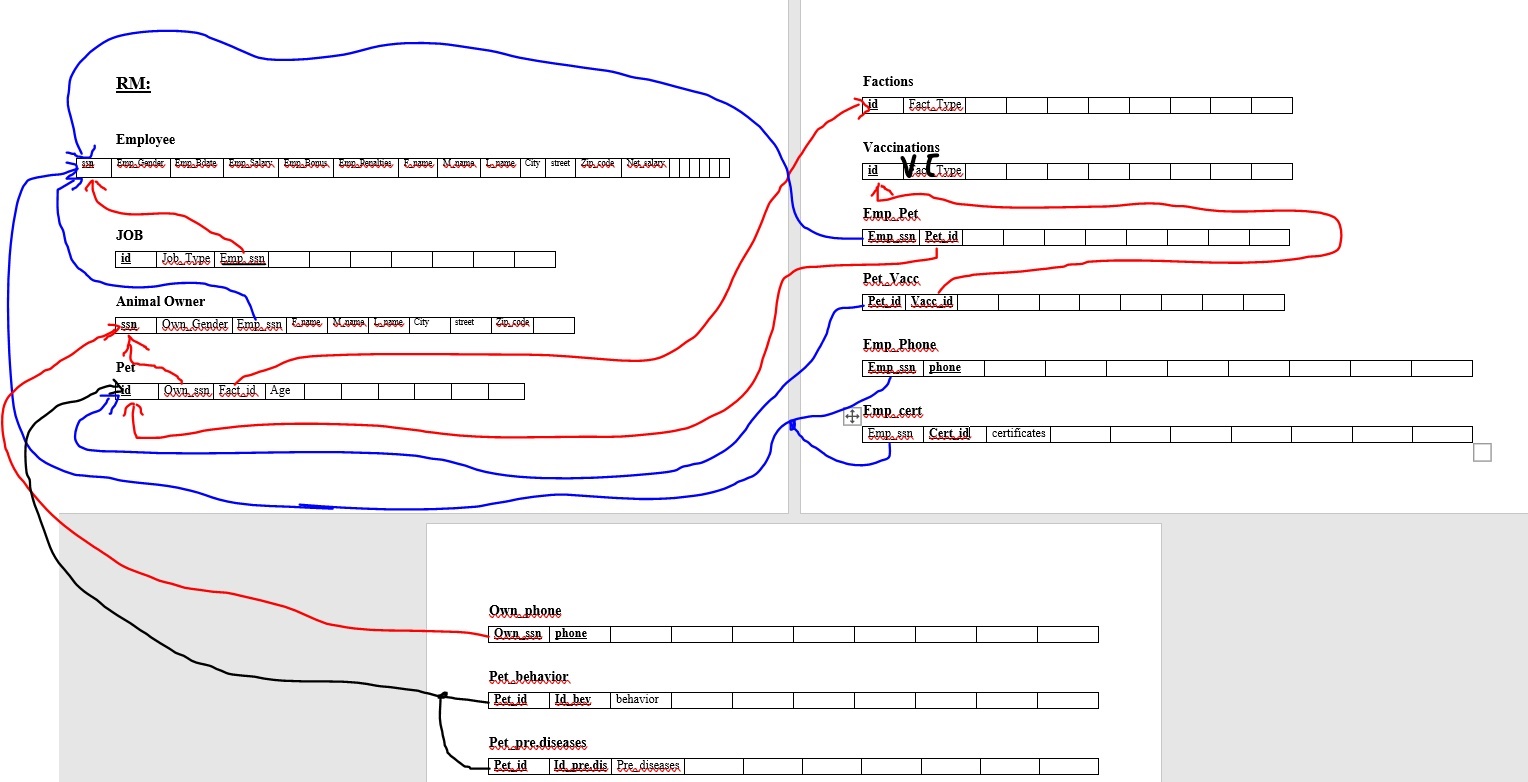 RM:
Employee
ssn Emp_Gender Emp_Bdate Emp_Salary Emp_Bonus Emp_Penalties F_name M_name L_name City street Zip_code Net_salary
JOB
id Job_Type Emp_ssn
Animal Owner
ssn Own_Gender Emp_ssn F_name M_name L_name City street Zip_code
Pet
id Own_ssn Fact_id Age
Factions
id Fact_Type
Vaccinations
id VC Fact_Type
Emp_Pet
Emp_ssn Pet_id
Pet_Vacc
Pet_id Vacc_id
Emp_Phone
Emp_ssn phone
Emp_cert
Emp_ssn Cert_id certificates
Own_phone
Own_ssn phone
Pet_behavior
Pet_id Id_bev behavior
Pet_pre.diseases
Pet_id Id_pre.dis Pre_diseases